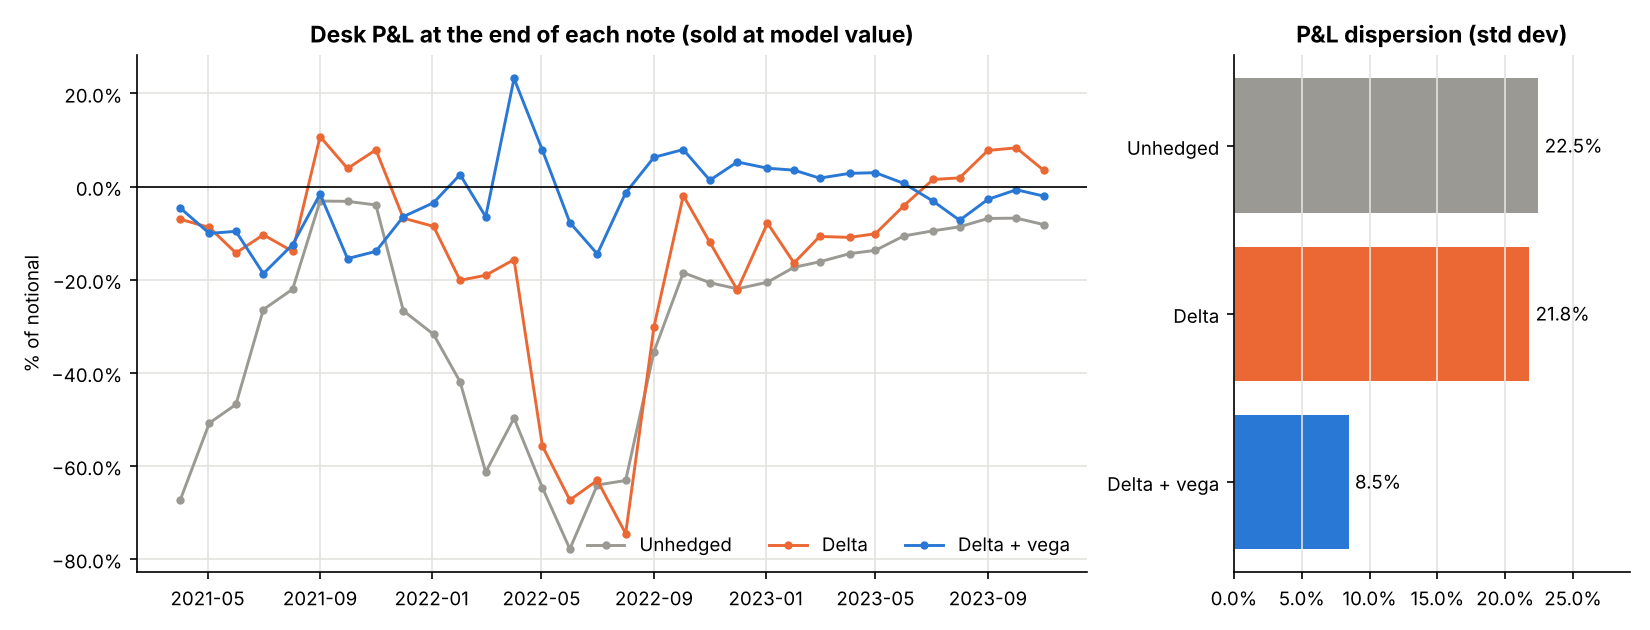 Desk P&L at the end of each note (sold at model value)
% of notional
20.0%
0.0%
−20.0%
−40.0%
−60.0%
−80.0%
2021-05 2021-09 2022-01 2022-05 2022-09 2023-01 2023-05 2023-09
Unhedged Delta Delta + vega
P&L dispersion (std dev)
Unhedged 22.5%
Delta 21.8%
Delta + vega 8.5%
0.0% 5.0% 10.0% 15.0% 20.0% 25.0%